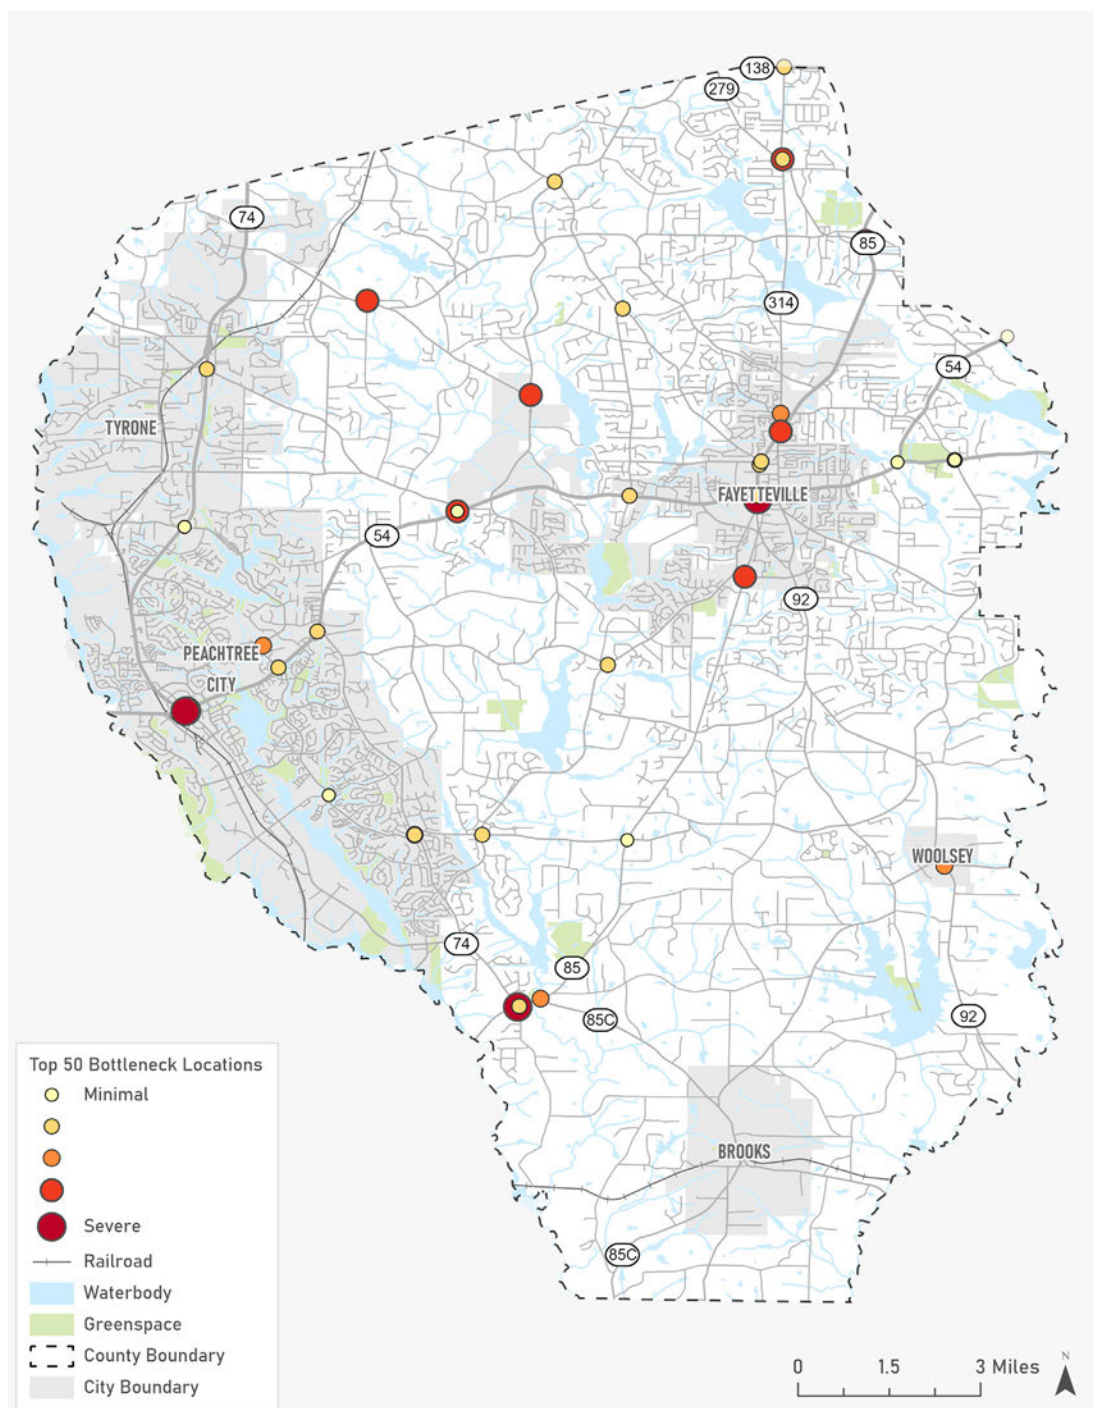 138
279
74
85
314
54
TYRONE
FAYETTEVILLE
54
92
PEACHTREE
CITY
WOOLSEY
74
85
85C
92
Top 50 Bottleneck Locations
Minimal
BROOKS
Severe
85C
Railroad
Waterbody
Greenspace
County Boundary
City Boundary
0 1.5 3 Miles
N